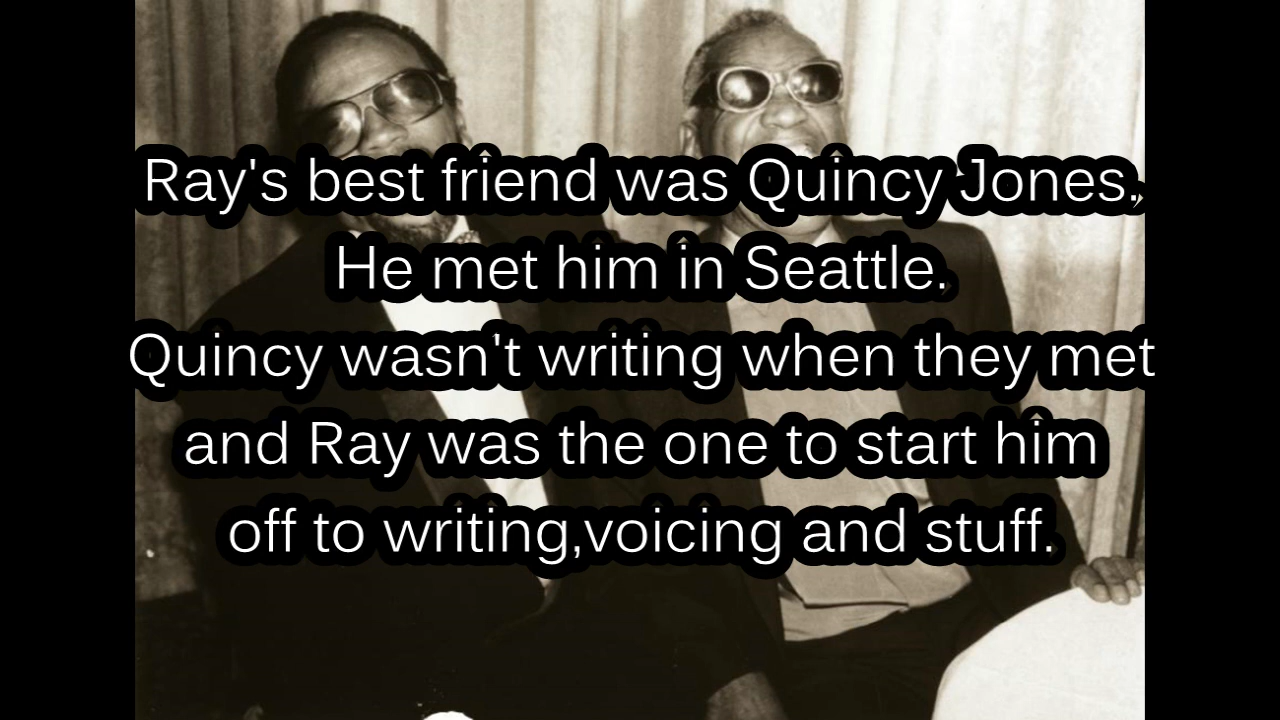 Ray's best friend was Quincy Jones.
He met him in Seattle.
Quincy wasn't writing when they met
and Ray was the one to start him
off to writing,voicing and stuff.